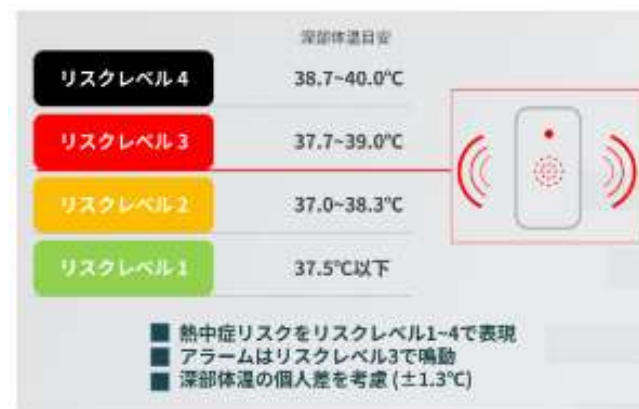 深部体温目安
リスクレベル 4 38.7~40.0℃
リスクレベル 3 37.7~39.0℃
リスクレベル 2 37.0~38.3℃
リスクレベル 1 37.5℃以下
■ 熱中症リスクをリスクレベル1~4で表現
■ アラームはリスクレベル3で鳴動
■ 深部体温の個人差を考慮 (±1.3℃)